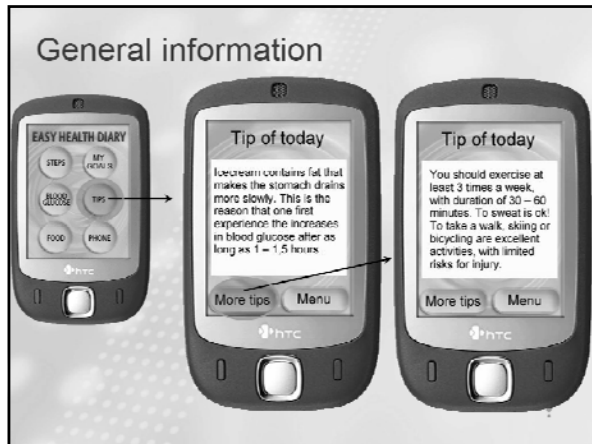 General information
EASY HEALTH DIARY
STEPS
MY
GOALS
BLOOD
GLUCOSE
TIPS
FOOD
PHONE
htc
Tip of today
Icecream contains fat that
makes the stomach drains
more slowly. This is the
reason that one first
experience the increases
in blood glucose after as
long as 1 – 1,5 hours
More tips
Menu
htc
Tip of today
You should exercise at
least 3 times a week,
with duration of 30 – 60
minutes. To sweat is ok!
To take a walk, skiing or
bicycling are excellent
activities, with limited
risks for injury.
More tips
Menu
htc